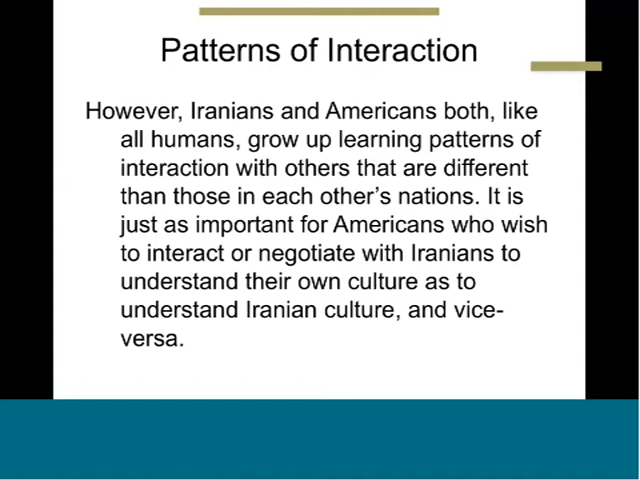 Patterns of Interaction
However, Iranians and Americans both, like
all humans, grow up learning patterns of
interaction with others that are different
than those in each other’s nations. It is
just as important for Americans who wish
to interact or negotiate with Iranians to
understand their own culture as to
understand Iranian culture, and vice-
versa.